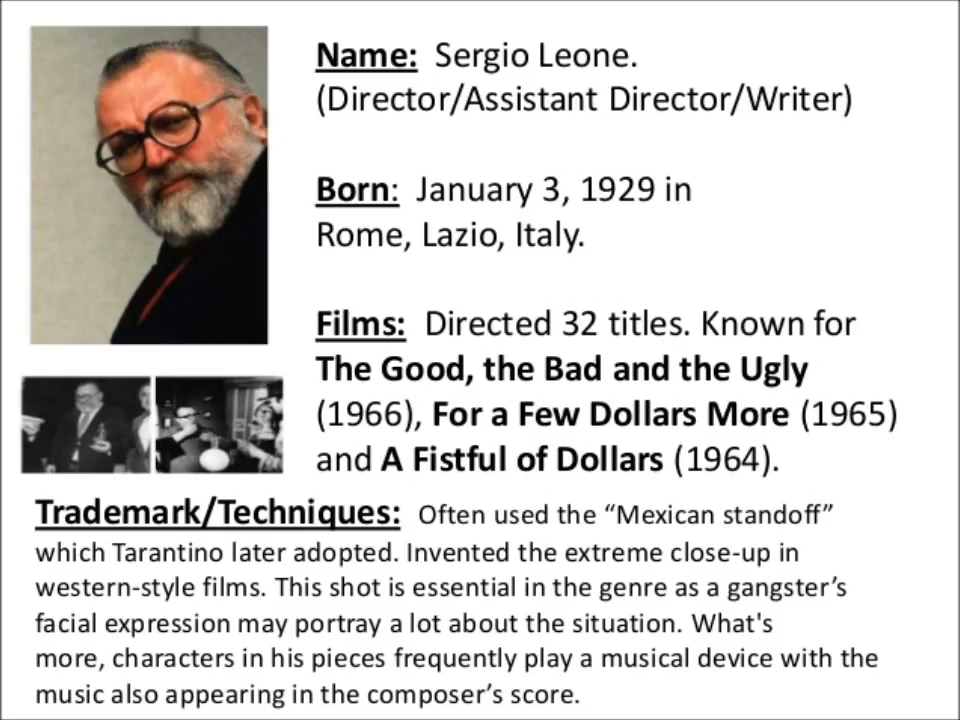 Name: Sergio Leone.
(Director/Assistant Director/Writer)
Born: January 3, 1929 in
Rome, Lazio, Italy.
Films: Directed 32 titles. Known for
The Good, the Bad and the Ugly
(1966), For a Few Dollars More (1965)
and A Fistful of Dollars (1964).
Trademark/Techniques: Often used the “Mexican standoff”
which Tarantino later adopted. Invented the extreme close-up in
western-style films. This shot is essential in the genre as a gangster’s
facial expression may portray a lot about the situation. What's
more, characters in his pieces frequently play a musical device with the
music also appearing in the composer’s score.